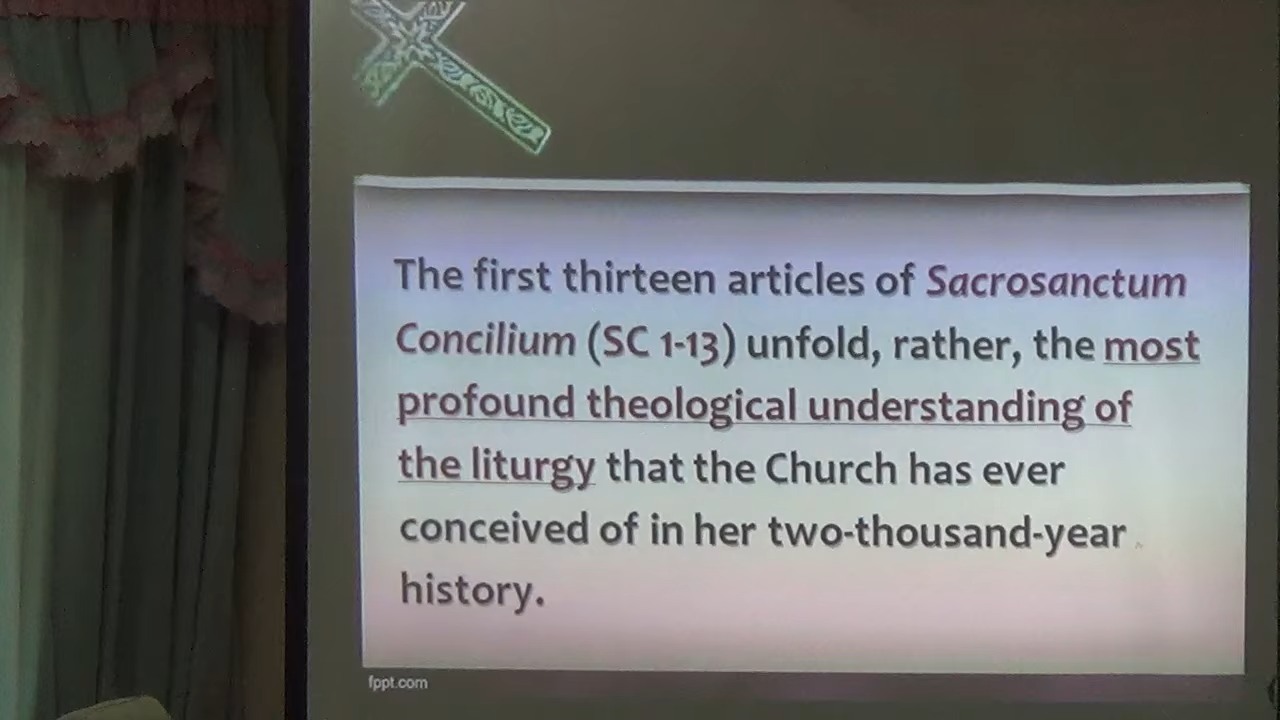 The first thirteen articles of Sacrosanctum
Concilium (SC 1-13) unfold, rather, the most
profound theological understanding of
the liturgy that the Church has ever
conceived of in her two-thousand-year
history.
fppt.com